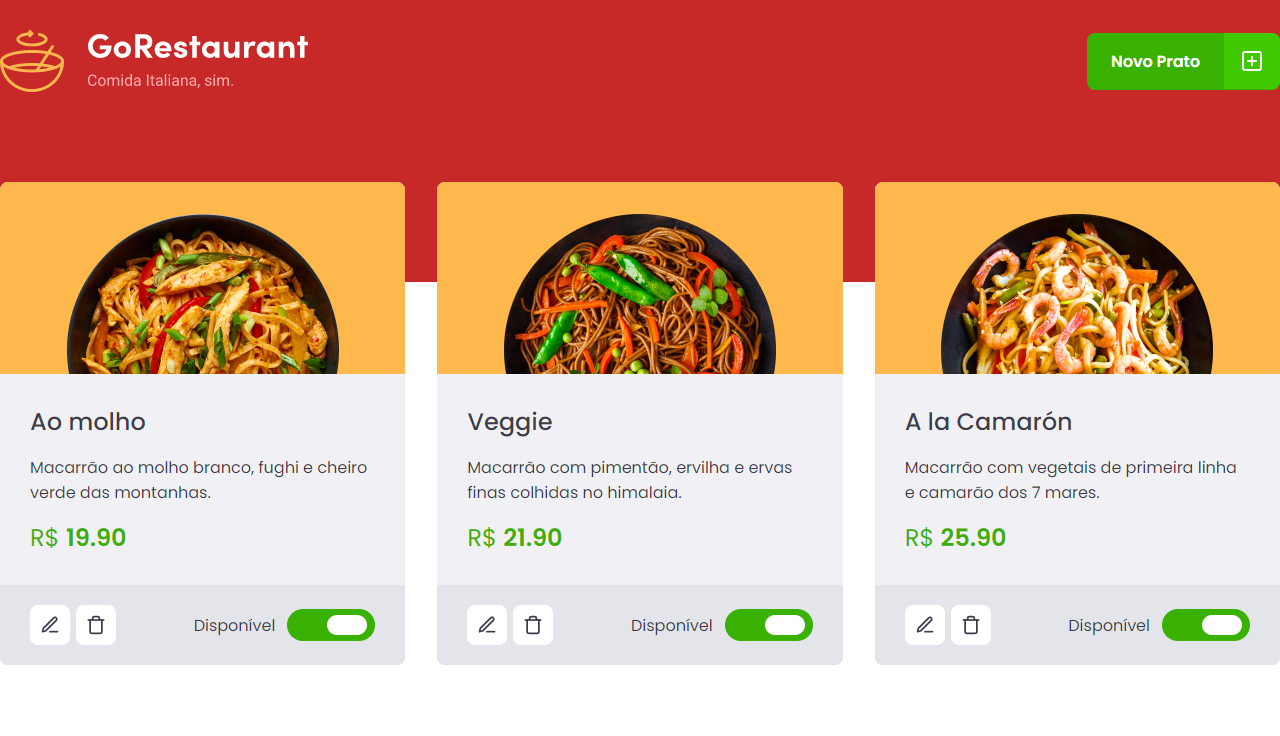 GoRestaurant
Comida Italiana, sim.
Novo Prato
Ao molho
Macarrão ao molho branco, fughi e cheiro
verde das montanhas.
R$ 19.90
Disponível
Veggie
Macarrão com pimentão, ervilha e ervas
finas colhidas no himalaia.
R$ 21.90
Disponível
A la Camarón
Macarrão com vegetais de primeira linha
e camarão dos 7 mares.
R$ 25.90
Disponível